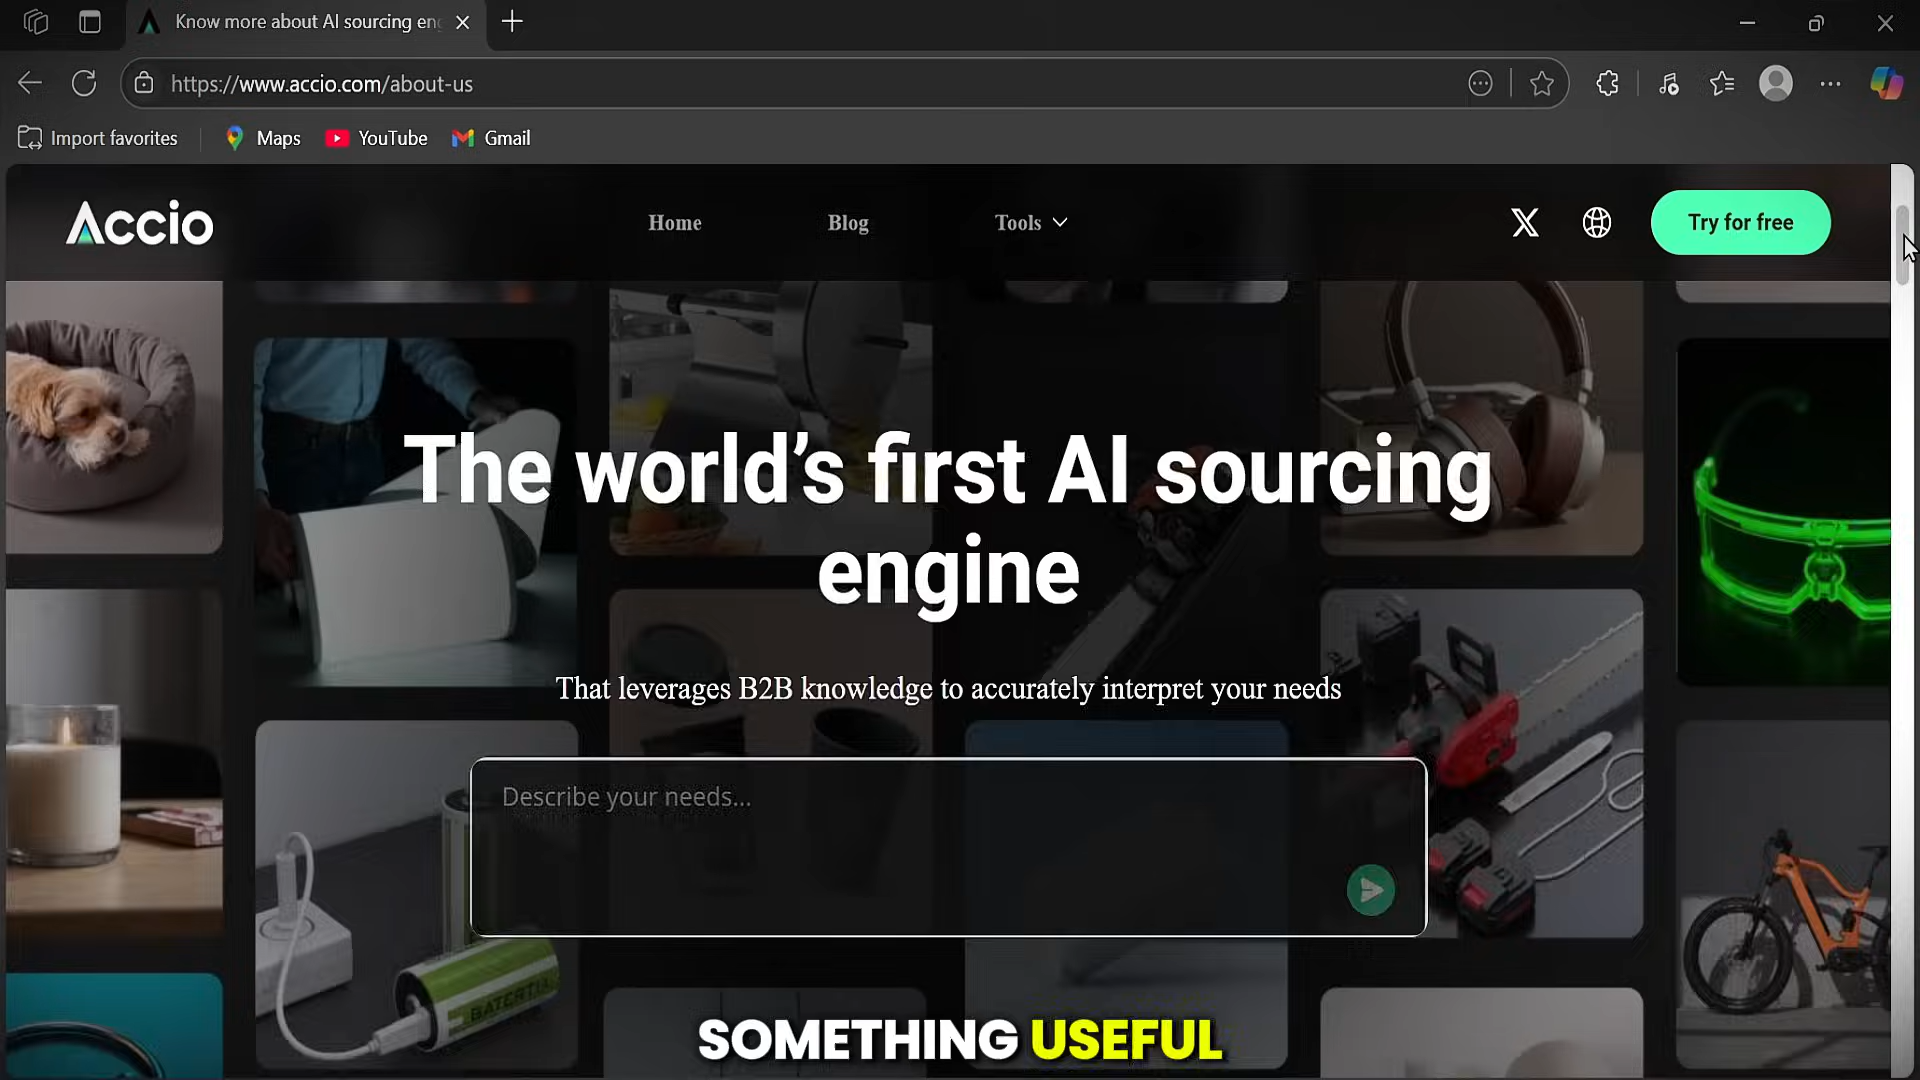 Know more about AI sourcing en
https://www.accio.com/about-us
Import favorites
Maps
YouTube
Gmail
Accio
Home
Blog
Tools
Try for free
The world's first AI sourcing
engine
That leverages B2B knowledge to accurately interpret your needs
Describe your needs...
SOMETHING USEFUL